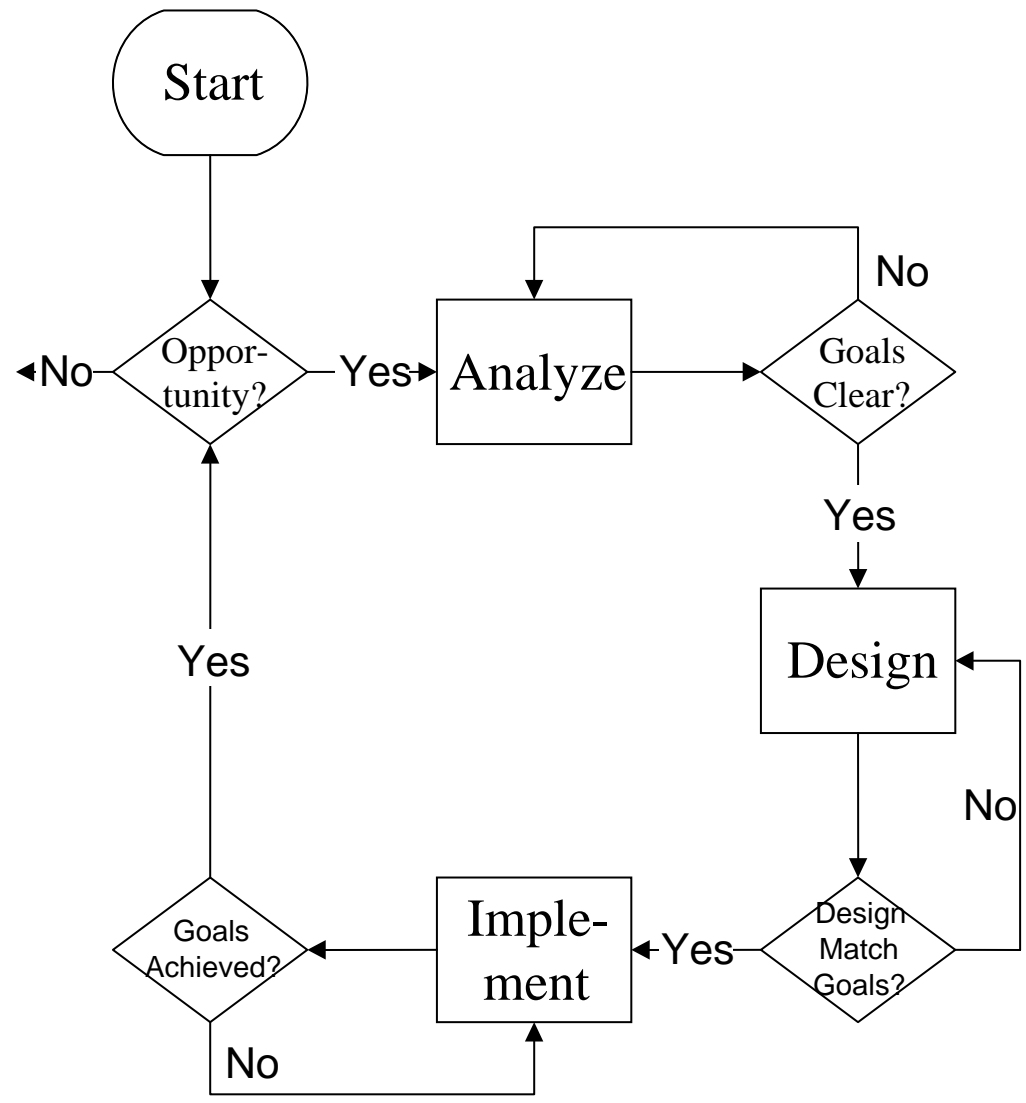 Start
No
Oppor-
tunity?
Yes
Analyze
Goals
Clear?
No
Yes
Design
No
Design
Match
Goals?
Yes
Imple-
ment
Goals
Achieved?
No
Yes